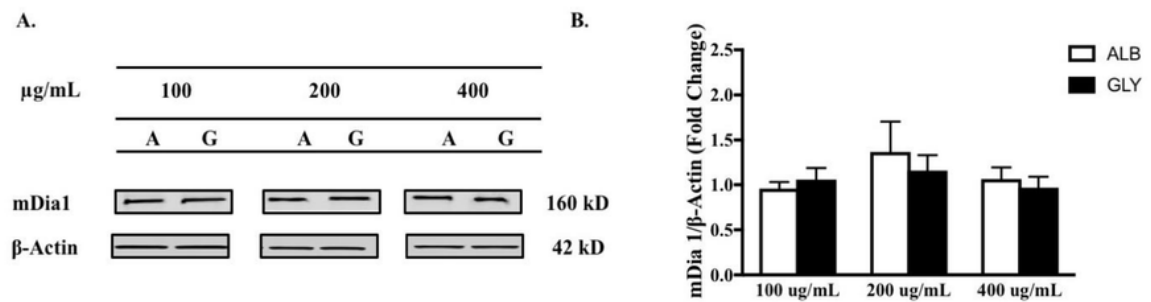 A.
µg/mL 100 200 400
A G A G A G
mDia1 160 kD
β-Actin 42 kD
B.
mDia 1/β-Actin (Fold Change)
2.5
2.0
1.5
1.0
0.5
0.0
100 ug/mL 200 ug/mL 400 ug/mL
ALB
GLY